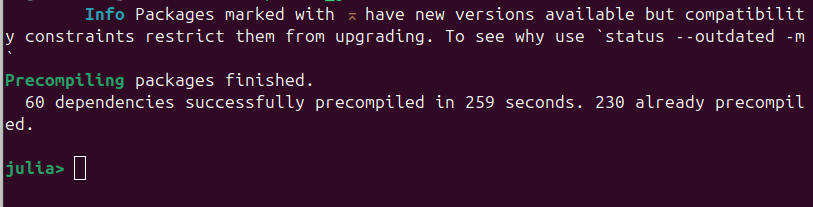 Info Packages marked with ⌅ have new versions available but compatibilit
y constraints restrict them from upgrading. To see why use `status --outdated -m
`
Precompiling packages finished.
60 dependencies successfully precompiled in 259 seconds. 230 already precompil
ed.
julia>